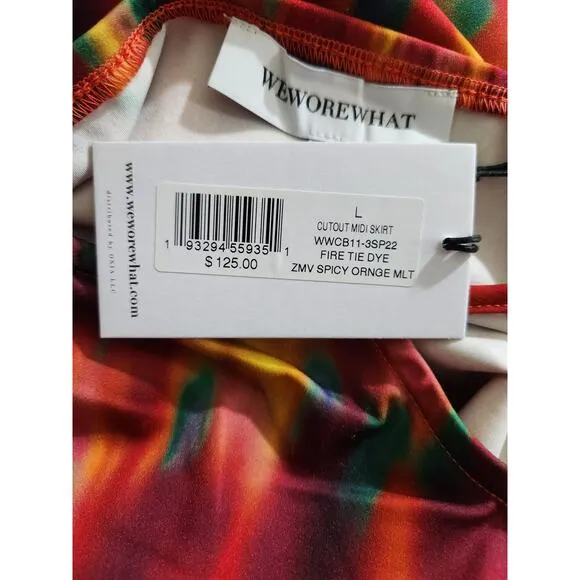 WEWOREWHAT
www.weworewhat.com
distributed by ONIA LLC
L
CUTOUT MIDI SKIRT
WWCB11-3SP22
FIRE TIE DYE
ZMV SPICY ORNGE MLT
1 93294 55935 1
$ 125.00